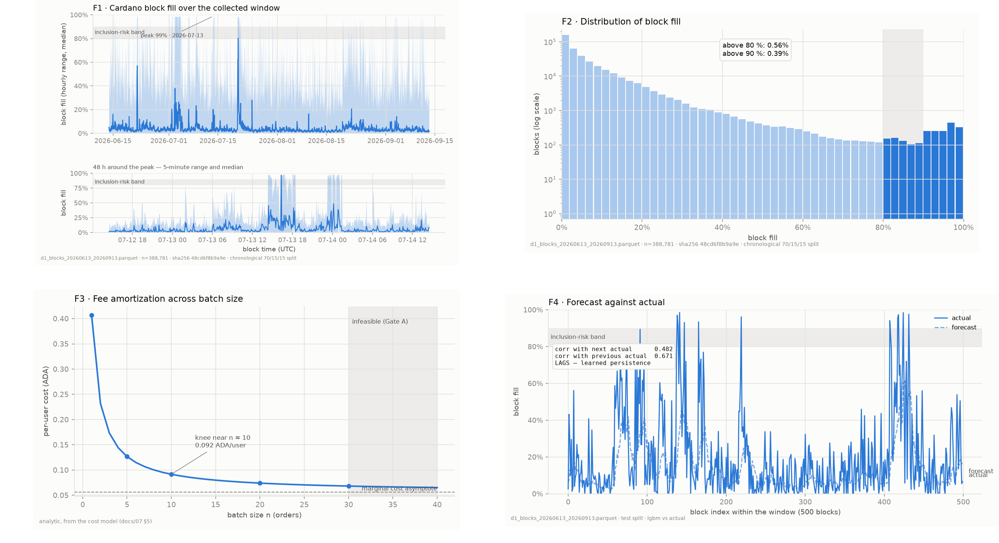 F1 · Cardano block fill over the collected window
block fill (hourly range, median)
100%
80%
60%
40%
20%
0%
inclusion-risk band
peak 99% · 2026-07-13
2026-06-15 2026-07-01 2026-07-15 2026-08-01 2026-08-15 2026-09-01 2026-09-15
48 h around the peak — 5-minute range and median
block fill
100%
75%
50%
25%
0%
inclusion-risk band
07-12 18 07-13 00 07-13 06 07-13 12 07-13 18 07-14 00 07-14 06 07-14 12
block time (UTC)
d1_blocks_20260613_20260913.parquet · n=388,781 · sha256 48cd6f8b9a9e · chronological 70/15/15 split
F2 · Distribution of block fill
blocks (log scale)
10⁵
10⁴
10³
10²
10¹
10⁰
above 80 %: 0.56%
above 90 %: 0.39%
0% 20% 40% 60% 80% 100%
block fill
d1_blocks_20260613_20260913.parquet · n=388,781 · sha256 48cd6f8b9a9e · chronological 70/15/15 split
F3 · Fee amortization across batch size
per-user cost (ADA)
0.40
0.35
0.30
0.25
0.20
0.15
0.10
0.05
infeasible (Gate A)
knee near n ≈ 10
0.092 ADA/user
marginal cost asymptote
0 5 10 15 20 25 30 35 40
batch size n (orders)
analytic, from the cost model (docs/07 §5)
F4 · Forecast against actual
block fill
100%
80%
60%
40%
20%
0%
actual
forecast
inclusion-risk band
corr with next actual 0.482
corr with previous actual 0.671
LAGS — learned persistence
forecast
actual
0 100 200 300 400 500
block index within the window (500 blocks)
d1_blocks_20260613_20260913.parquet · test split · lgbm vs actual